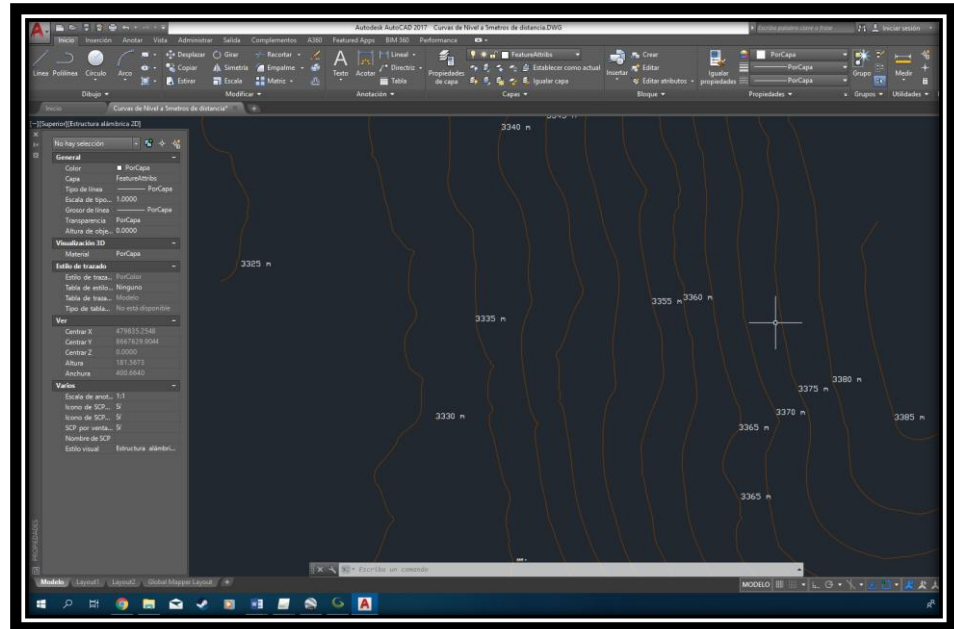 Autodesk AutoCAD 2017 Curvas de Nivel a 5metros de distancia.DWG
Escriba palabra clave o frase
Iniciar sesión
Inicio Inserción Anotar Vista Administrar Salida Complementos A360 Featured Apps BIM 360 Performance
Línea Polilínea Círculo Arco
Desplazar Girar Recortar
Copiar Simetría Empalme
Estirar Escala Matriz
Texto Acotar
Lineal
Directriz
Tabla
Propiedades de capa
FeatureAttribs
Establecer como actual
Igualar capa
Insertar
Crear
Editar
Editar atributos
Igualar propiedades
PorCapa
PorCapa
PorCapa
Grupo
Medir
Dibujo Modificar Anotación Capas Bloque Propiedades Grupos Utilidades
Inicio Curvas de Nivel a 5metros de distancia*
[–][Superior][Estructura alámbrica 2D]
No hay selección
General
Color PorCapa
Capa FeatureAttribs
Tipo de línea PorCapa
Escala de tipo... 1.0000
Grosor de línea PorCapa
Transparencia PorCapa
Altura de obje... 0.0000
Visualización 3D
Material PorCapa
Estilo de trazado
Estilo de traza... PorColor
Tabla de estilo... Ninguno
Tabla de traza... Modelo
Tipo de tabla... No está disponible
Ver
Centrar X 479835.2548
Centrar Y 8667629.9044
Centrar Z 0.0000
Altura 181.5673
Anchura 400.6640
Varios
Escala de anot... 1:1
Icono de SCP... Sí
Icono de SCP... Sí
SCP por venta... Sí
Nombre de SCP
Estilo visual Estructura alámbri...
PROPIEDADES
3340 m
3325 m
3355 m
3360 m
3335 m
3380 m
3375 m
3370 m
3330 m
3385 m
3365 m
3365 m
Escriba un comando
Modelo Layout1 Layout2 Global Mapper Layout
MODELO